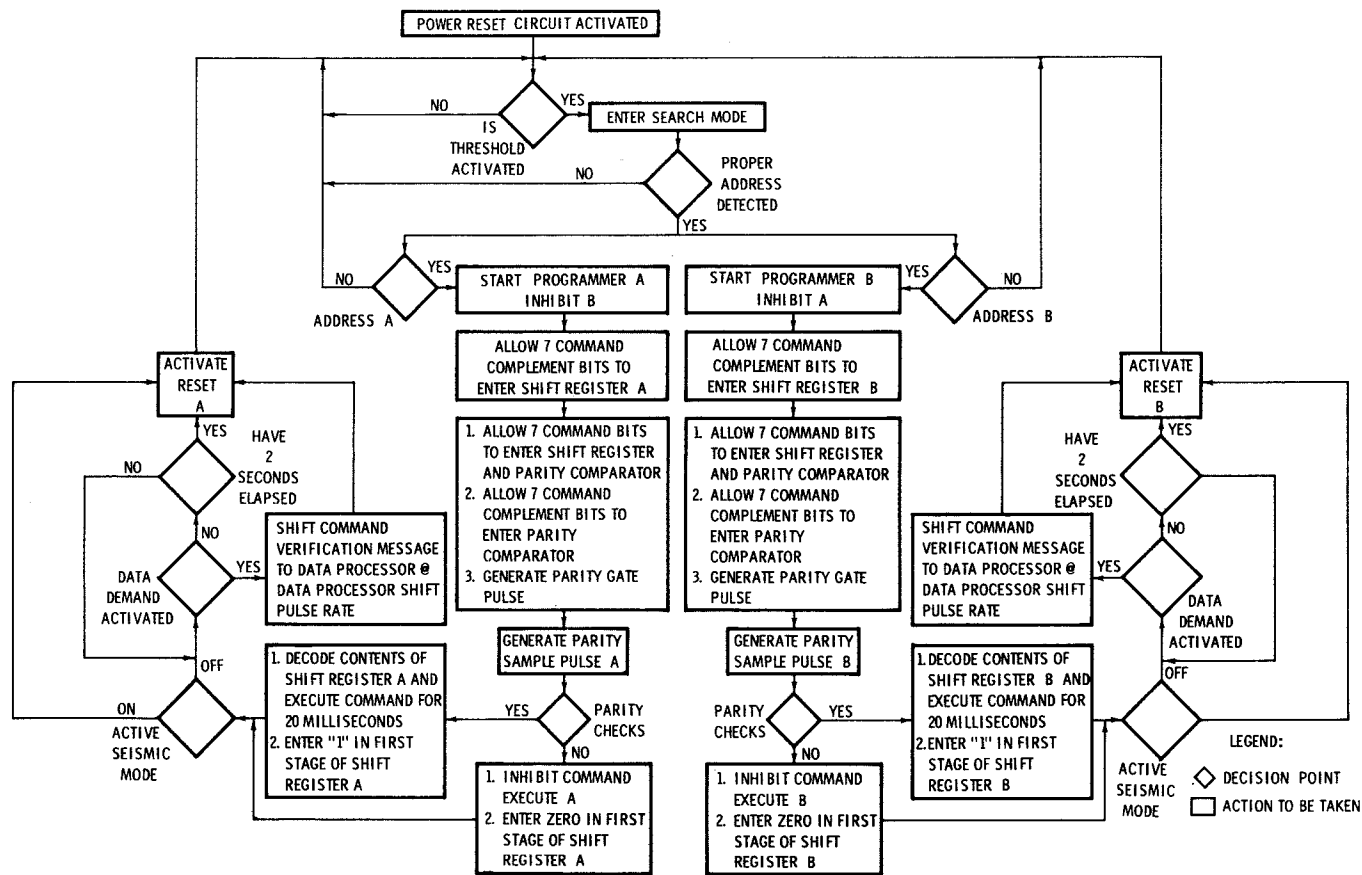 POWER RESET CIRCUIT ACTIVATED
NO
YES
IS
THRESHOLD
ACTIVATED
ENTER SEARCH MODE
NO
PROPER
ADDRESS
DETECTED
YES
NO
YES
ADDRESS A
START PROGRAMMER A
INHIBIT B
START PROGRAMMER B
INHIBIT A
YES
NO
ADDRESS B
ALLOW 7 COMMAND
COMPLEMENT BITS TO
ENTER SHIFT REGISTER A
ALLOW 7 COMMAND
COMPLEMENT BITS TO
ENTER SHIFT REGISTER B
ACTIVATE
RESET
A
YES
NO
HAVE
2
SECONDS
ELAPSED
NO
DATA
DEMAND
ACTIVATED
YES
SHIFT COMMAND
VERIFICATION MESSAGE
TO DATA PROCESSOR @
DATA PROCESSOR SHIFT
PULSE RATE
1. ALLOW 7 COMMAND BITS
TO ENTER SHIFT REGISTER
AND PARITY COMPARATOR
2. ALLOW 7 COMMAND
COMPLEMENT BITS TO
ENTER PARITY
COMPARATOR
3. GENERATE PARITY GATE
PULSE
1. ALLOW 7 COMMAND BITS
TO ENTER SHIFT REGISTER
AND PARITY COMPARATOR
2. ALLOW 7 COMMAND
COMPLEMENT BITS TO
ENTER PARITY
COMPARATOR
3. GENERATE PARITY GATE
PULSE
ACTIVATE
RESET
B
YES
HAVE
2
SECONDS
ELAPSED
NO
SHIFT COMMAND
VERIFICATION MESSAGE
TO DATA PROCESSOR @
DATA PROCESSOR SHIFT
PULSE RATE
YES
DATA
DEMAND
ACTIVATED
GENERATE PARITY
SAMPLE PULSE A
GENERATE PARITY
SAMPLE PULSE B
OFF
ON
ACTIVE
SEISMIC
MODE
1. DECODE CONTENTS OF
SHIFT REGISTER A AND
EXECUTE COMMAND FOR
20 MILLISECONDS
2. ENTER "1" IN FIRST
STAGE OF SHIFT
REGISTER A
YES
PARITY
CHECKS
NO
1. INHIBIT COMMAND
EXECUTE A
2. ENTER ZERO IN FIRST
STAGE OF SHIFT
REGISTER A
PARITY
CHECKS
YES
NO
1. INHIBIT COMMAND
EXECUTE B
2. ENTER ZERO IN FIRST
STAGE OF SHIFT
REGISTER B
1. DECODE CONTENTS OF
SHIFT REGISTER B AND
EXECUTE COMMAND FOR
20 MILLISECONDS
2. ENTER "1" IN FIRST
STAGE OF SHIFT
REGISTER B
OFF
ACTIVE
SEISMIC
MODE
LEGEND:
DECISION POINT
ACTION TO BE TAKEN